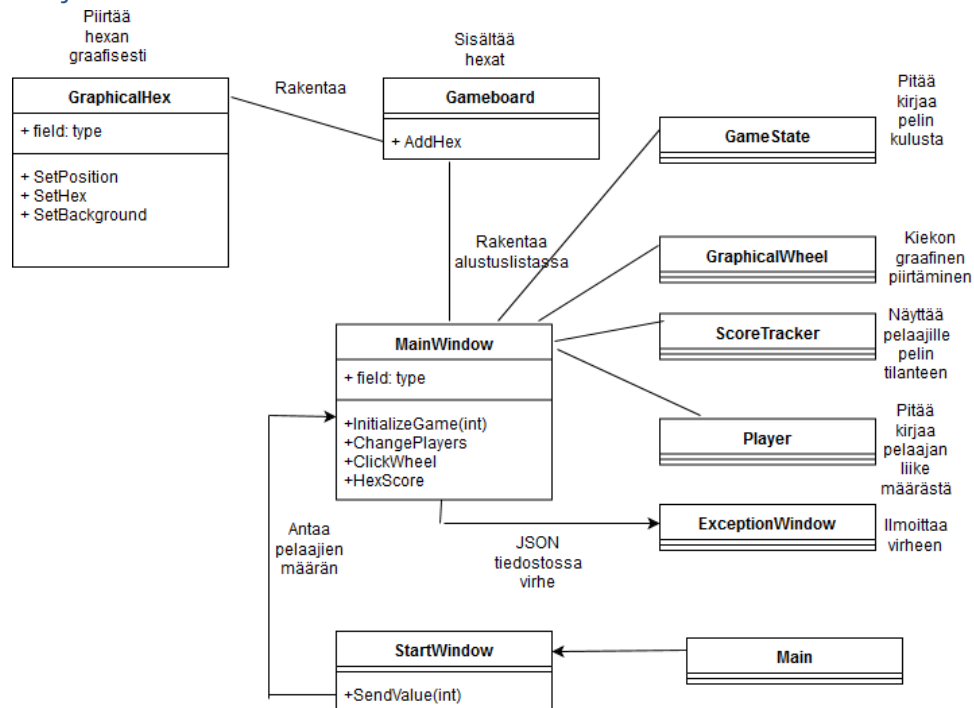 Piirtää
hexan
graafisesti
GraphicalHex
+ field: type
+ SetPosition
+ SetHex
+ SetBackground
Rakentaa
Sisältää
hexat
Gameboard
+ AddHex
Rakentaa
alustuslistassa
GameState
Pitää
kirjaa
pelin
kulusta
GraphicalWheel
Kiekon
graafinen
piirtäminen
ScoreTracker
Näyttää
pelaajille
pelin
tilanteen
Player
Pitää
kirjaa
pelaajan
liike
määrästä
MainWindow
+ field: type
+InitializeGame(int)
+ChangePlayers
+ClickWheel
+HexScore
ExceptionWindow
Ilmoittaa
virheen
JSON
tiedostossa
virhe
Antaa
pelaajien
määrän
StartWindow
+SendValue(int)
Main